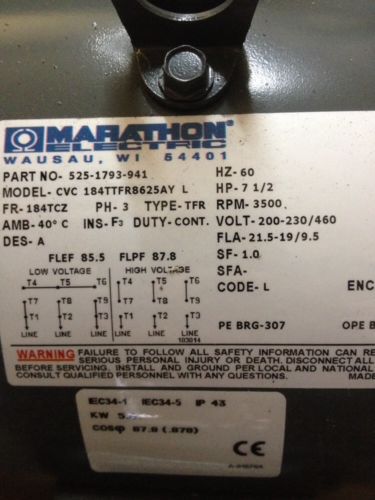 MARATHON
ELECTRIC
WAUSAU, WI 54401
PART NO- 525-1793-941 HZ-60
MODEL- CVC 184TTFR8625AY L HP-7 1/2
FR-184TCZ PH-3 TYPE-TFR RPM-3500
AMB-40°C INS-F3 DUTY-CONT. VOLT-200-230/460
DES-A FLA-21.5-19/9.5
FLEF 85.5 FLPF 87.8 SF-1.0
LOW VOLTAGE HIGH VOLTAGE SFA-
T4 T5 T6 T4 T5 T6 CODE-L ENC
T7 T8 T9 T7 T8 T9
T1 T2 T3 T1 T2 T3 PE BRG-307 OPE B
LINE LINE LINE LINE LINE LINE
103014
WARNING FAILURE TO FOLLOW ALL SAFETY INFORMATION CAN RE
SERIOUS PERSONAL INJURY OR DEATH. DISCONNECT ALL
BEFORE SERVICING. INSTALL AND GROUND PER LOCAL AND NATIONAL
CONSULT QUALIFIED PERSONNEL WITH ANY QUESTIONS. MADE
IEC34-1 IEC34-5 IP 43
KW
COSφ 87.8 (.878)
CE